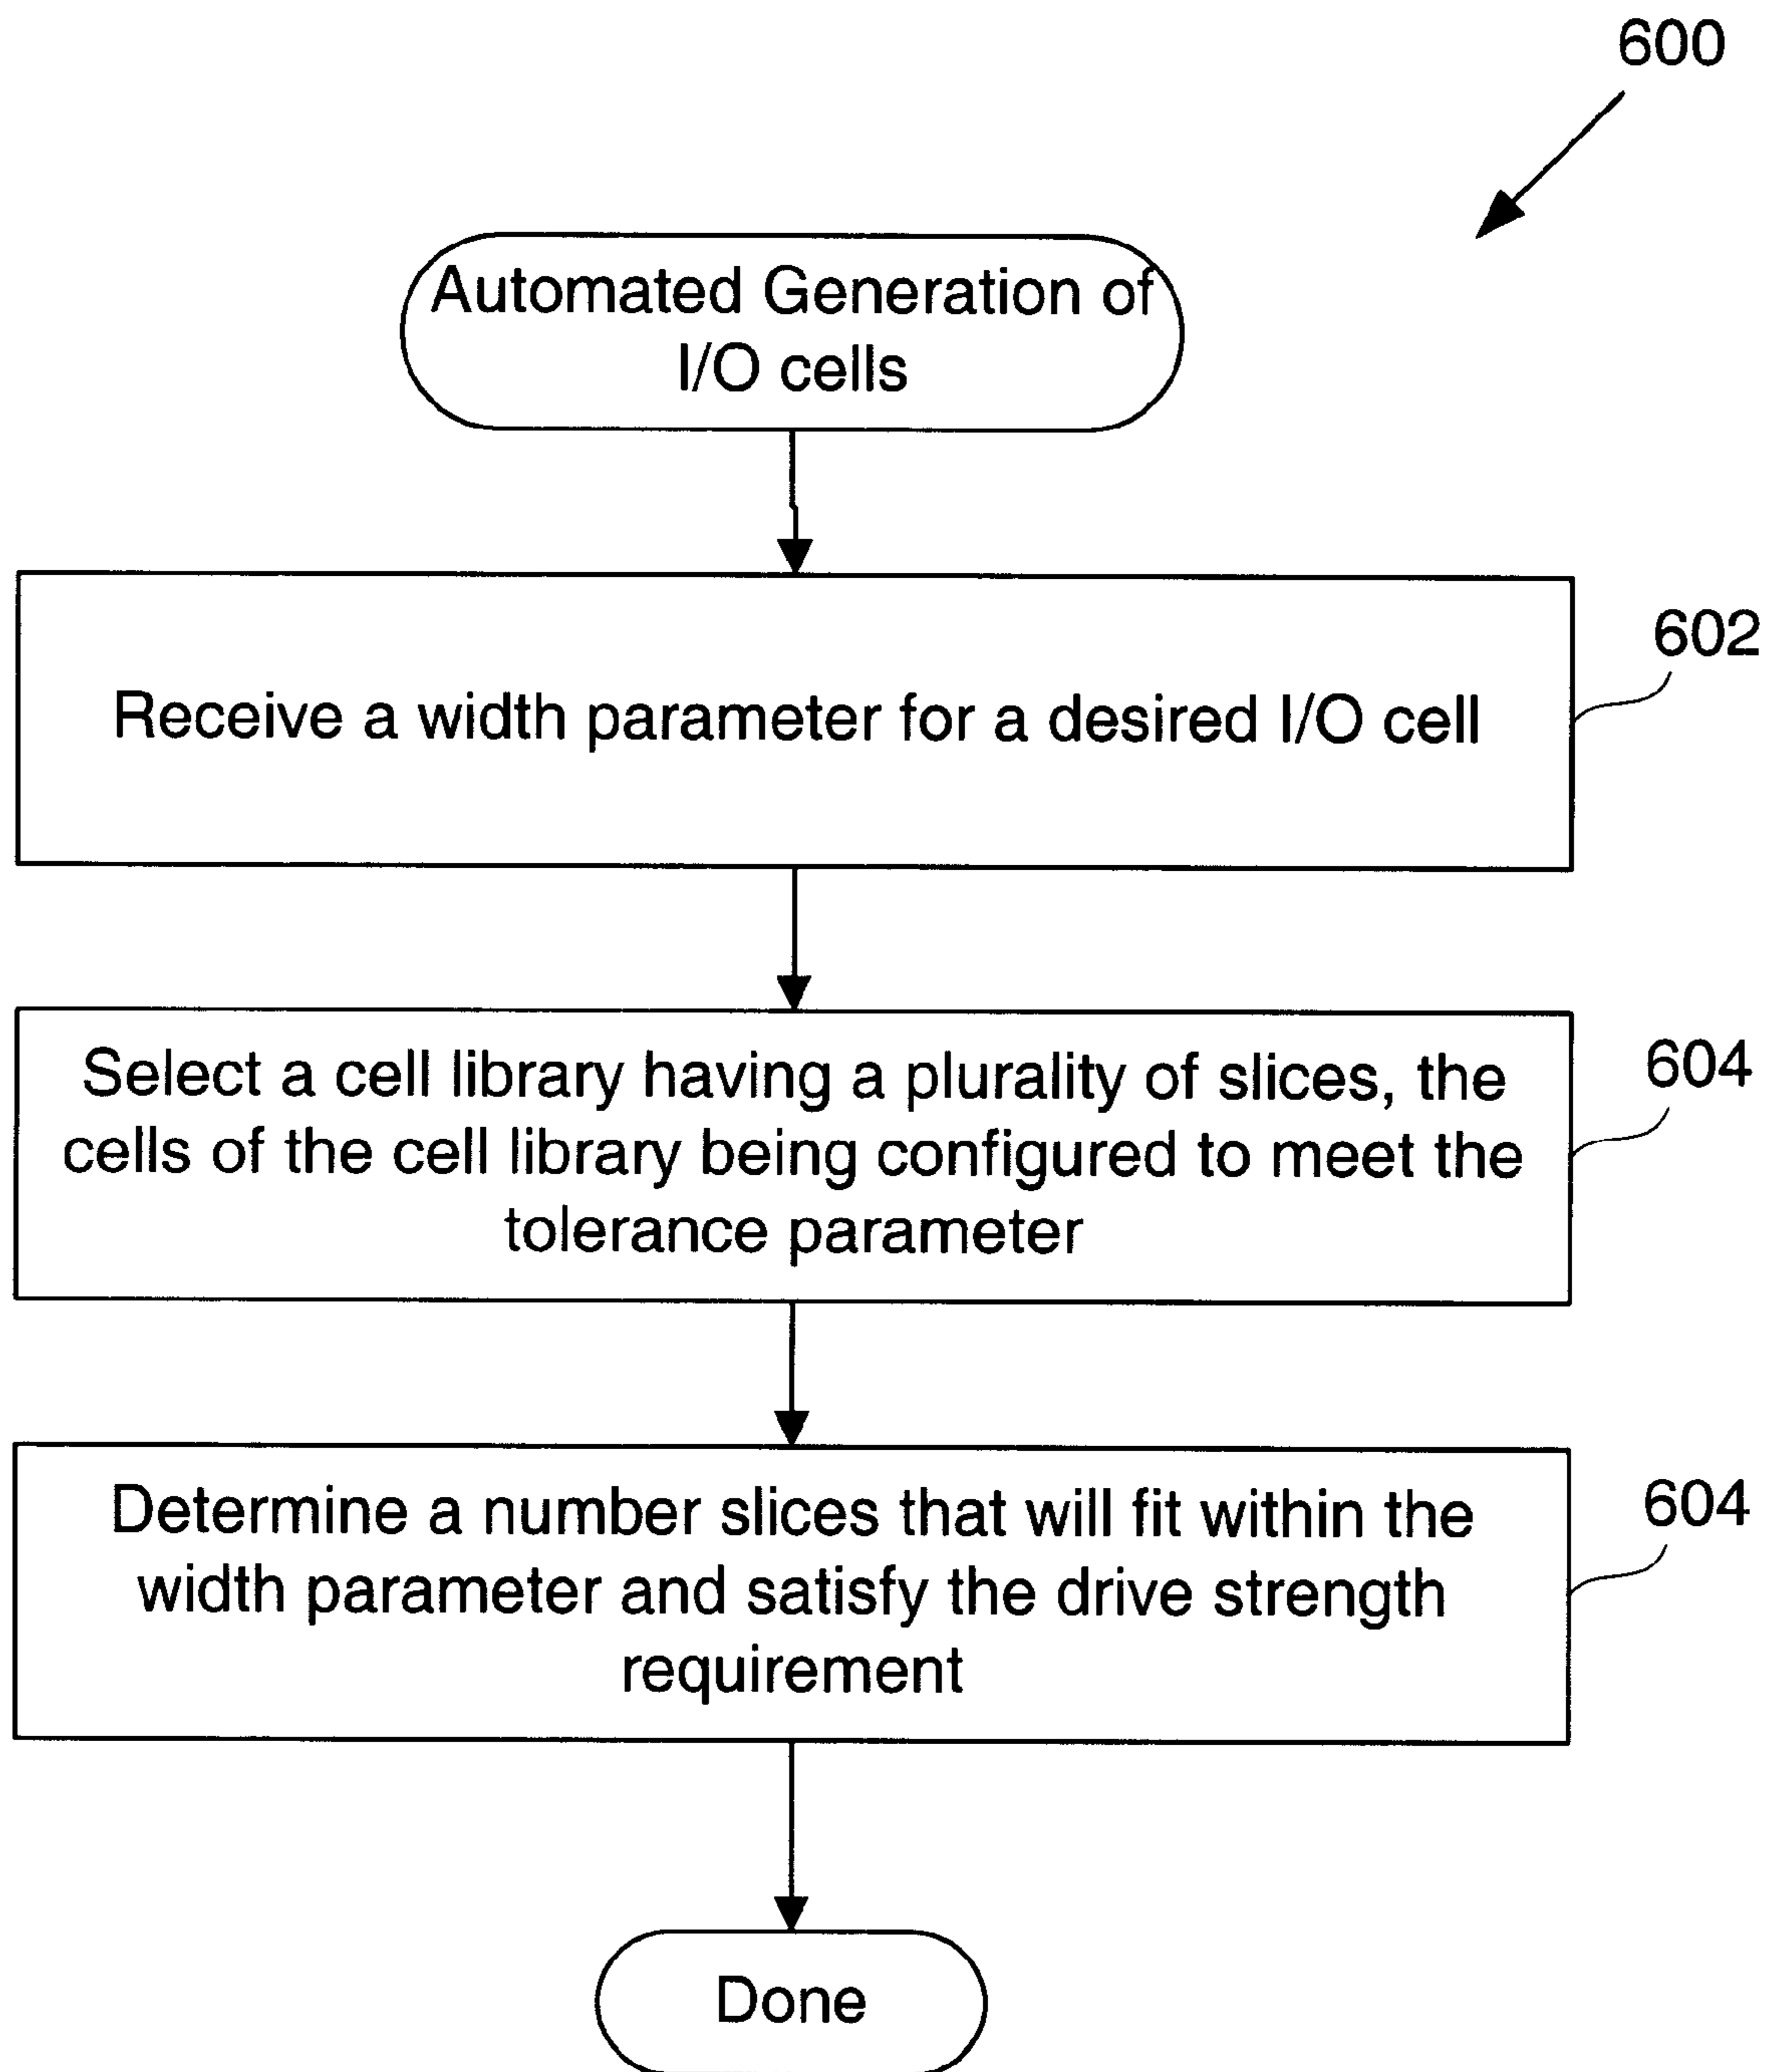 600
Automated Generation of
I/O cells
602
Receive a width parameter for a desired I/O cell
604
Select a cell library having a plurality of slices, the
cells of the cell library being configured to meet the
tolerance parameter
604
Determine a number slices that will fit within the
width parameter and satisfy the drive strength
requirement
Done